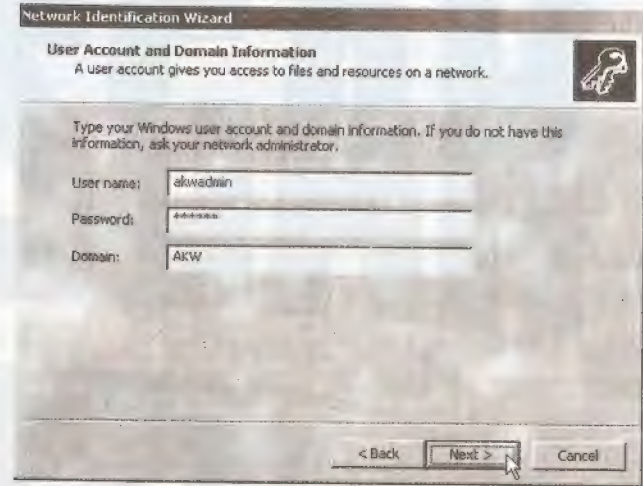 Network Identification Wizard
User Account and Domain Information
A user account gives you access to files and resources on a network.
Type your Windows user account and domain information. If you do not have this
information, ask your network administrator.
User name: akwadmin
Password: ******
Domain: AKW
< Back Next > Cancel